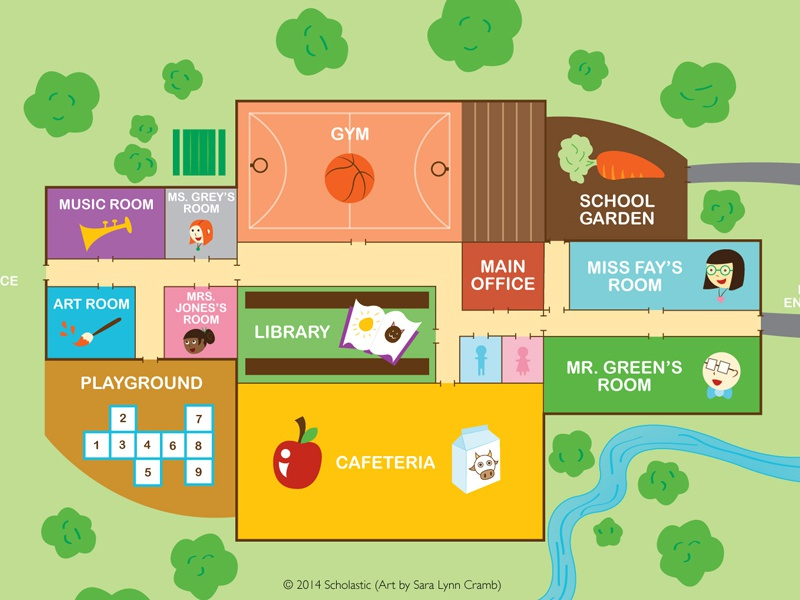 GYM
MUSIC ROOM
MS. GREY'S
ROOM
SCHOOL
GARDEN
MAIN
OFFICE
MISS FAY'S
ROOM
CE
EN
ART ROOM
MRS.
JONES'S
ROOM
LIBRARY
MR. GREEN'S
ROOM
PLAYGROUND
2
7
1
3
4
6
8
5
9
CAFETERIA
© 2014 Scholastic (Art by Sara Lynn Cramb)